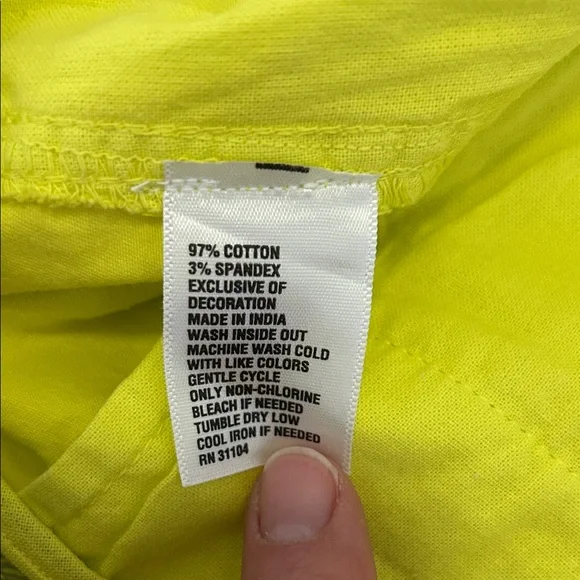 97% COTTON
3% SPANDEX
EXCLUSIVE OF
DECORATION
MADE IN INDIA
WASH INSIDE OUT
MACHINE WASH COLD
WITH LIKE COLORS
GENTLE CYCLE
ONLY NON-CHLORINE
BLEACH IF NEEDED
TUMBLE DRY LOW
COOL IRON IF NEEDED
RN 31104